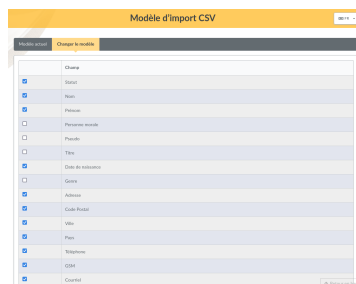 Modèle d'import CSV
Modèle actuel Changer le modèle
Champ
Statut
Nom
Prénom
Personne morale
Pseudo
Titre
Date de naissance
Genre
Adresse
Code Postal
Ville
Pays
Téléphone
GSM
Courriel